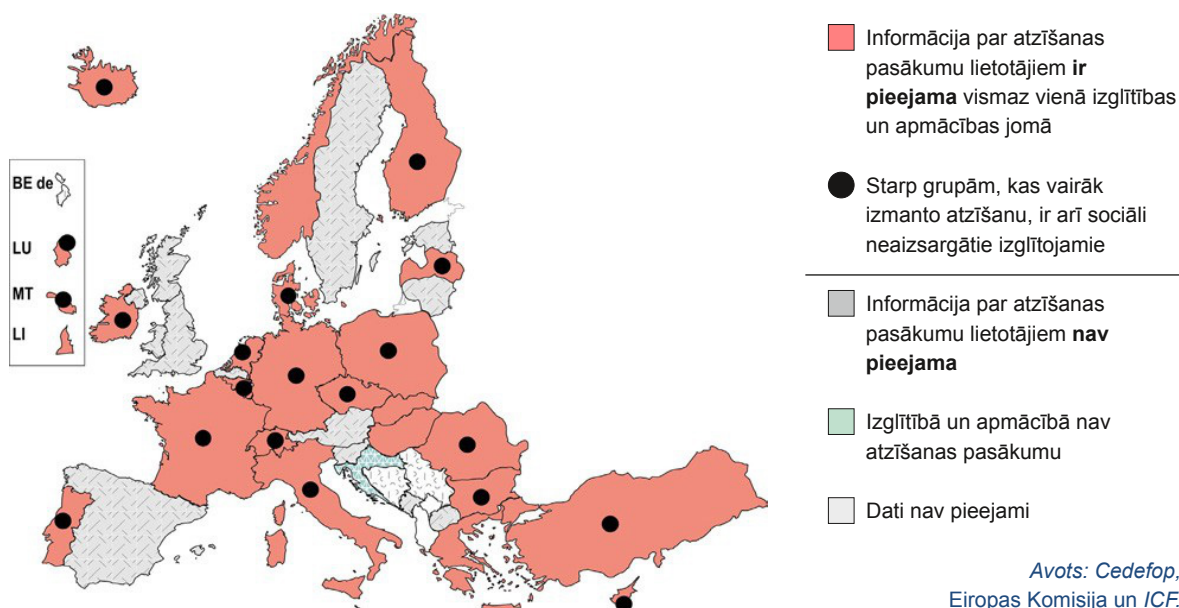 BE de
LU
MT
LI
Informācija par atzīšanas
pasākumu lietotājiem ir
pieejama vismaz vienā izglītības
un apmācības jomā
Starp grupām, kas vairāk
izmanto atzīšanu, ir arī sociāli
neaizsargātie izglītojamie
Informācija par atzīšanas
pasākumu lietotājiem nav
pieejama
Izglītībā un apmācībā nav
atzīšanas pasākumu
Dati nav pieejami
Avots: Cedefop,
Eiropas Komisija un ICF.